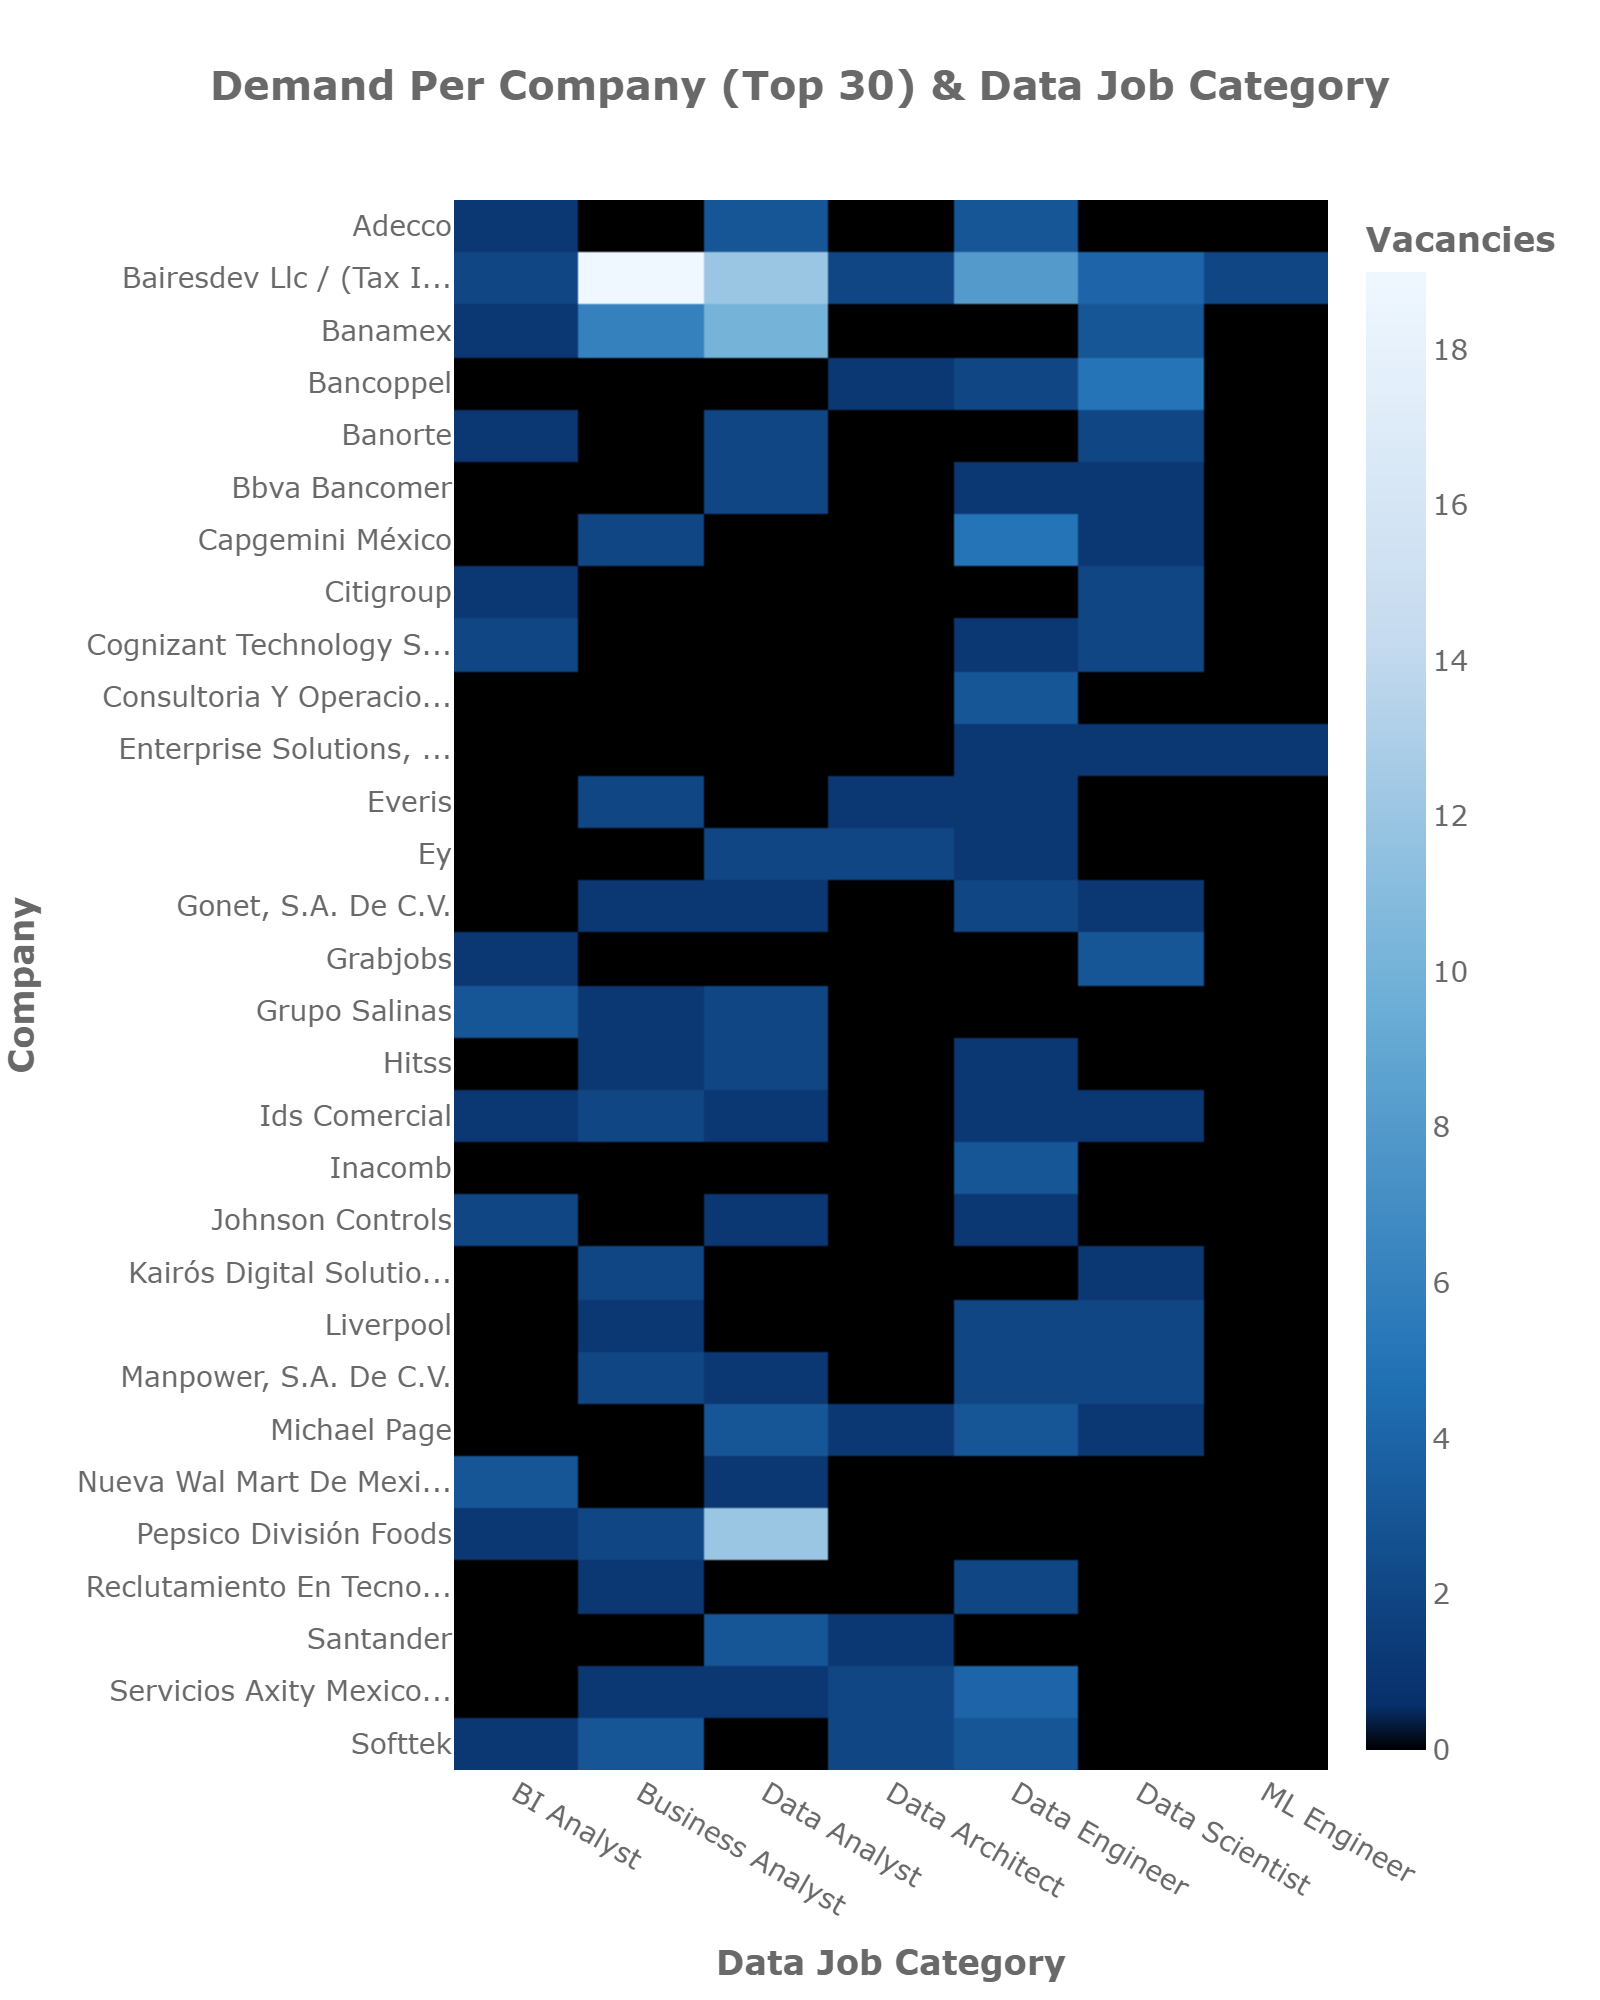 Demand Per Company (Top 30) & Data Job Category
Vacancies
Adecco
Bairesdev Llc / (Tax I...
Banamex
Bancoppel
Banorte
Bbva Bancomer
Capgemini México
Citigroup
Cognizant Technology S...
Consultoria Y Operacio...
Enterprise Solutions, ...
Everis
Ey
Gonet, S.A. De C.V.
Grabjobs
Grupo Salinas
Hitss
Ids Comercial
Inacomb
Johnson Controls
Kairós Digital Solutio...
Liverpool
Manpower, S.A. De C.V.
Michael Page
Nueva Wal Mart De Mexi...
Pepsico División Foods
Reclutamiento En Tecno...
Santander
Servicios Axity Mexico...
Softtek
Company
18
16
14
12
10
8
6
4
2
0
BI Analyst
Business Analyst
Data Analyst
Data Architect
Data Engineer
Data Scientist
ML Engineer
Data Job Category